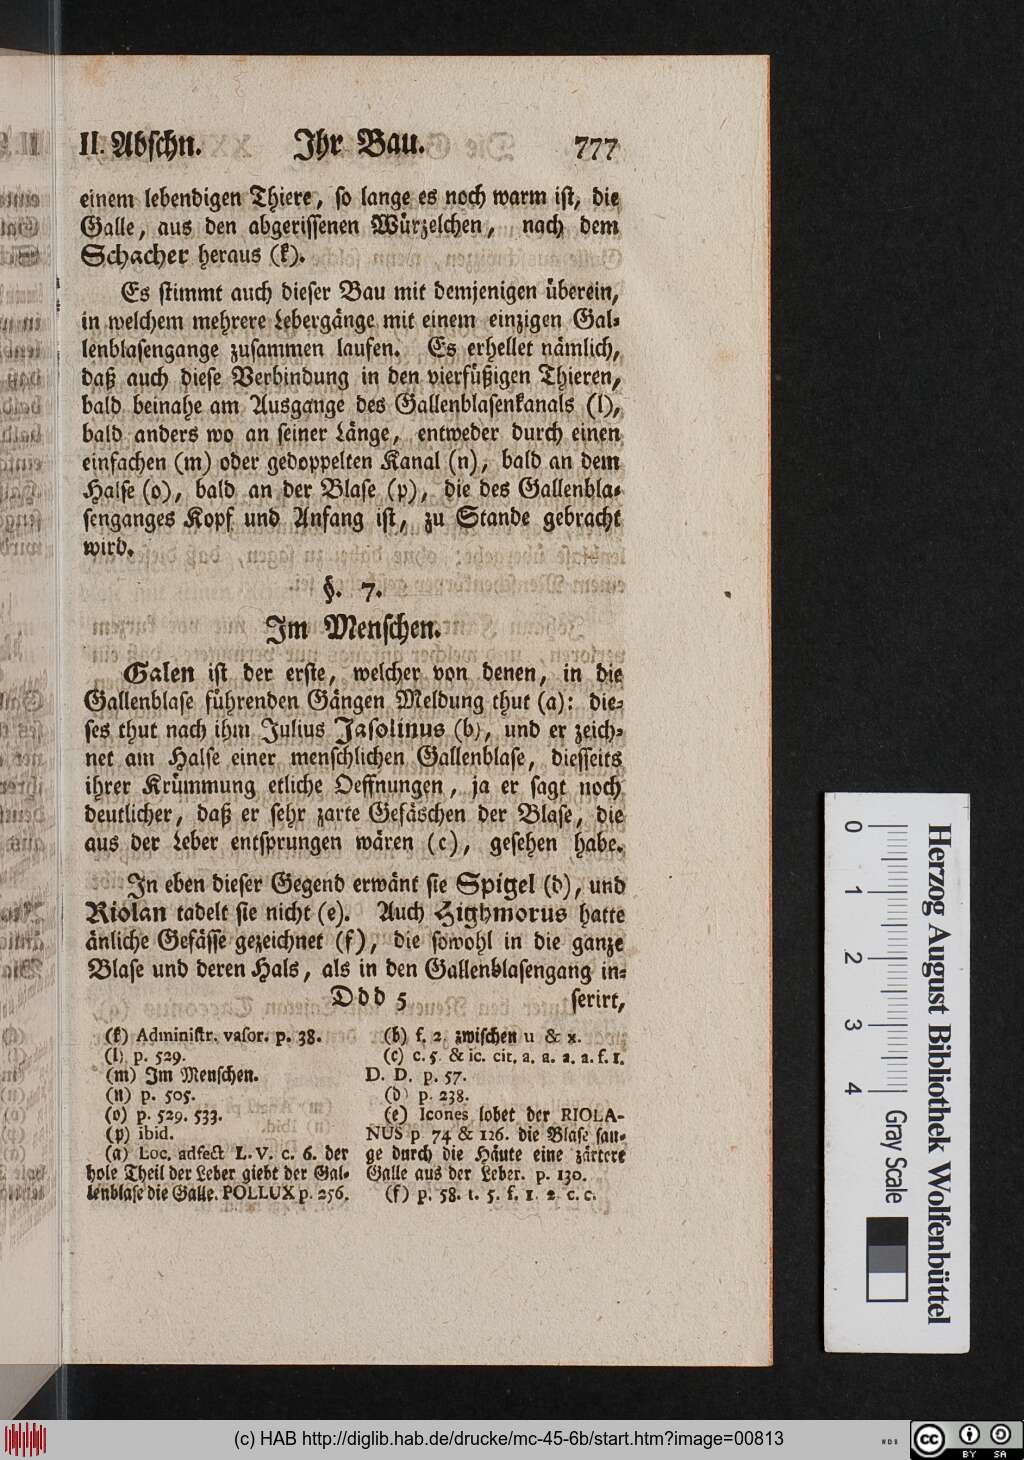 II. Abschn. Ihr Bau. 777
einem lebendigen Thiere, so lange es noch warm ist, die
Galle, aus den abgerissenen Würzelchen, nach dem
Schacher heraus (k).
Es stimmt auch dieser Bau mit demjenigen überein,
in welchem mehrere Lebergänge mit einem einzigen Gal-
lenblasengange zusammen laufen. Es erhellet nämlich,
daß auch diese Verbindung in den vierfüßigen Thieren,
bald beinahe am Ausgange des Gallenblasenkanals (l),
bald anders wo an seiner Länge, entweder durch einen
einfachen (m) oder gedoppelten Kanal (n), bald an dem
Halse (o), bald an der Blase (p), die des Gallenbla-
senganges Kopf und Anfang ist, zu Stande gebracht
wird.
§. 7.
Im Menschen.
Galen ist der erste, welcher von denen, in die
Gallenblase führenden Gängen Meldung thut (a): die-
ses thut nach ihm Julius Jasolinus (b), und er zeich-
net am Halse einer menschlichen Gallenblase, diesseits
ihrer Krümmung etliche Oeffnungen, ja er sagt noch
deutlicher, daß er sehr zarte Gefäschen der Blase, die
aus der Leber entsprungen wären (c), gesehen habe.
In eben dieser Gegend erwänt sie Spigel (d), und
Riolan tadelt sie nicht (e). Auch Highmorus hatte
änliche Gefässe gezeichnet (f), die sowohl in die ganze
Blase und deren Hals, als in den Gallenblasengang in-
Ddd 5 serirt,
(k) Administr. vasor. p. 38.
(l) p. 529.
(m) Im Menschen.
(n) p. 505.
(o) p. 529. 533.
(p) ibid.
(a) Loc. adfect L. V. c. 6. der
hole Theil der Leber giebt der Gal-
lenblase die Galle. POLLUX p. 256.
(b) f. 2. zwischen u & x.
(c) c. 5. & ic. cit. a. a. a. a. f. 1.
D. D. p. 57.
(d) p. 238.
(e) Icones lobet der RIOLA-
NUS p. 74 & 126. die Blase sau-
ge durch die Häute eine zärtere
Galle aus der Leber. p. 130.
(f) p. 58. t. 5. f. 1. 2. c. c.
0 1 2 3 4
Gray Scale
Herzog August Bibliothek Wolfenbüttel
(c) HAB http://diglib.hab.de/drucke/mc-45-6b/start.htm?image=00813
cc BY SA